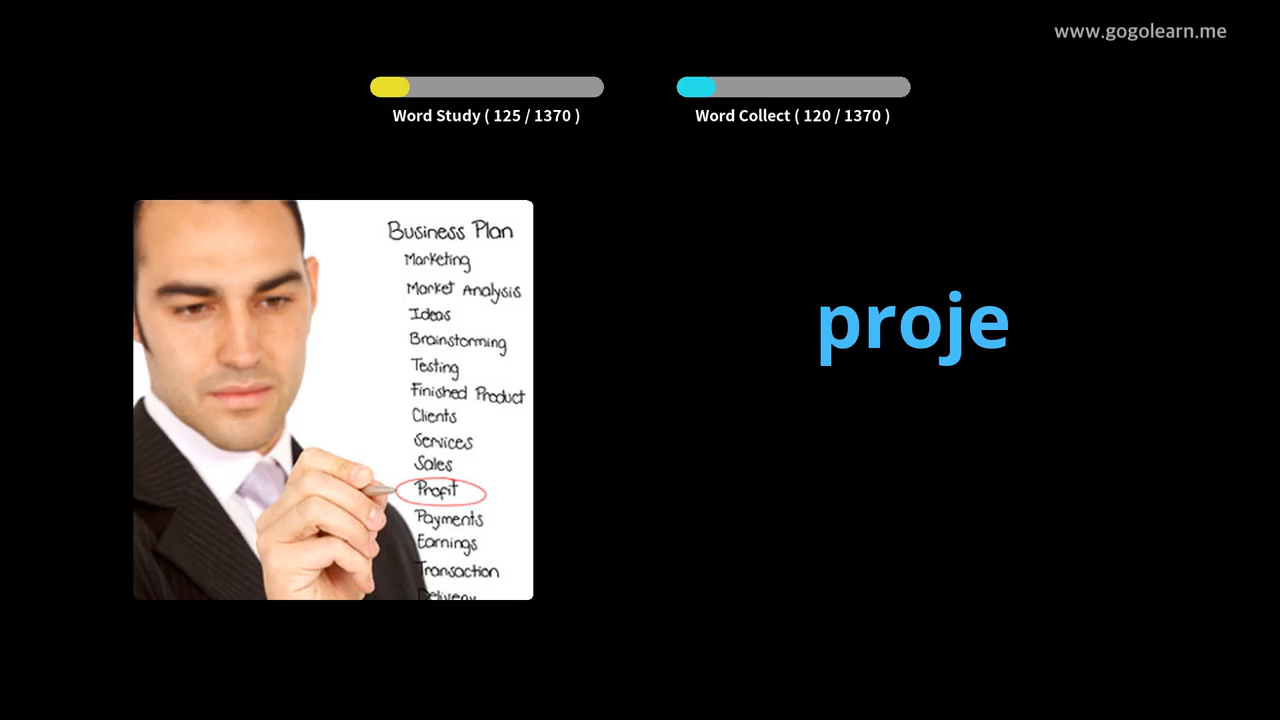 www.gogolearn.me
Word Study ( 125 / 1370 )
Word Collect ( 120 / 1370 )
Business Plan
Marketing
Market Analysis
Ideas
Brainstorming
Testing
Finished Product
Clients
Services
Sales
Profit
Payments
Earnings
Transaction
Delivery
proje